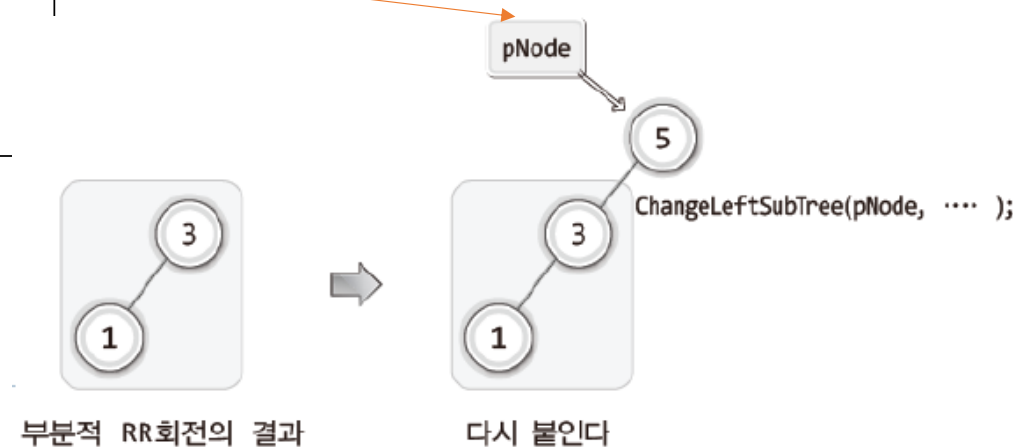 pNode
5
3
3
ChangeLeftSubTree(pNode, ···· );
1
1
부분적 RR회전의 결과
다시 붙인다